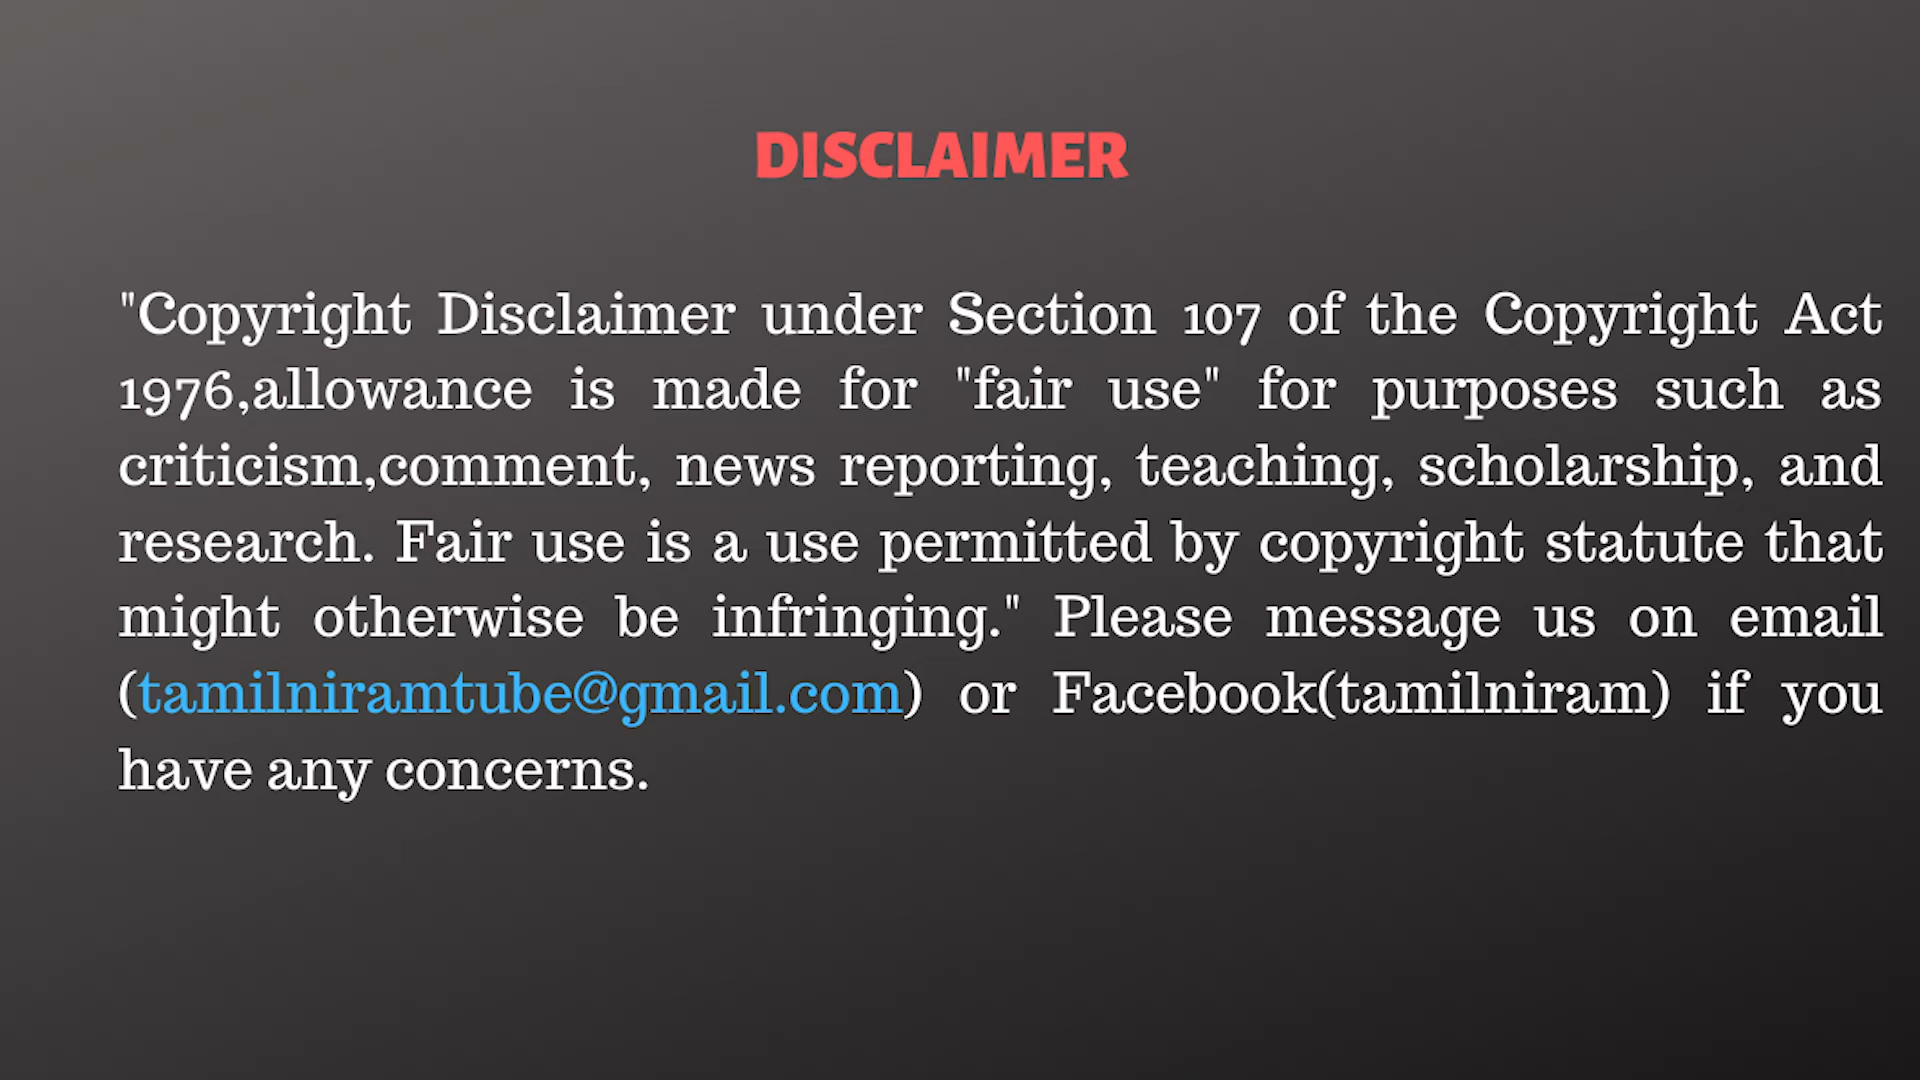 DISCLAIMER
"Copyright Disclaimer under Section 107 of the Copyright Act
1976,allowance is made for "fair use" for purposes such as
criticism,comment, news reporting, teaching, scholarship, and
research. Fair use is a use permitted by copyright statute that
might otherwise be infringing." Please message us on email
(tamilniramtube@gmail.com) or Facebook(tamilniram) if you
have any concerns.